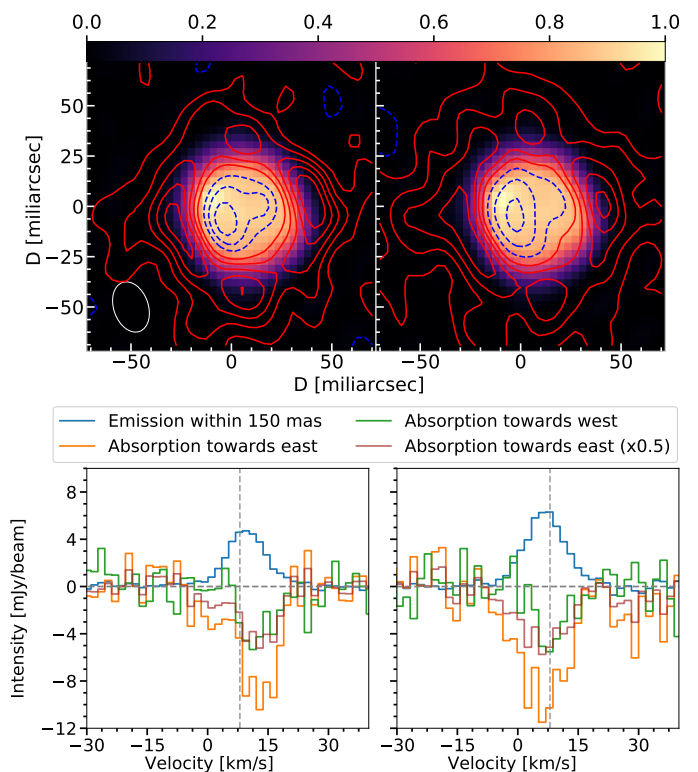 0.0 0.2 0.4 0.6 0.8 1.0
50
25
0
−25
−50
D [miliarcsec]
−50 0 50 −50 0 50
D [miliarcsec]
Emission within 150 mas Absorption towards west
Absorption towards east Absorption towards east (x0.5)
8
4
0
−4
−8
−12
Intensity [mJy/beam]
−30 −15 0 15 30 −30 −15 0 15 30
Velocity [km/s] Velocity [km/s]